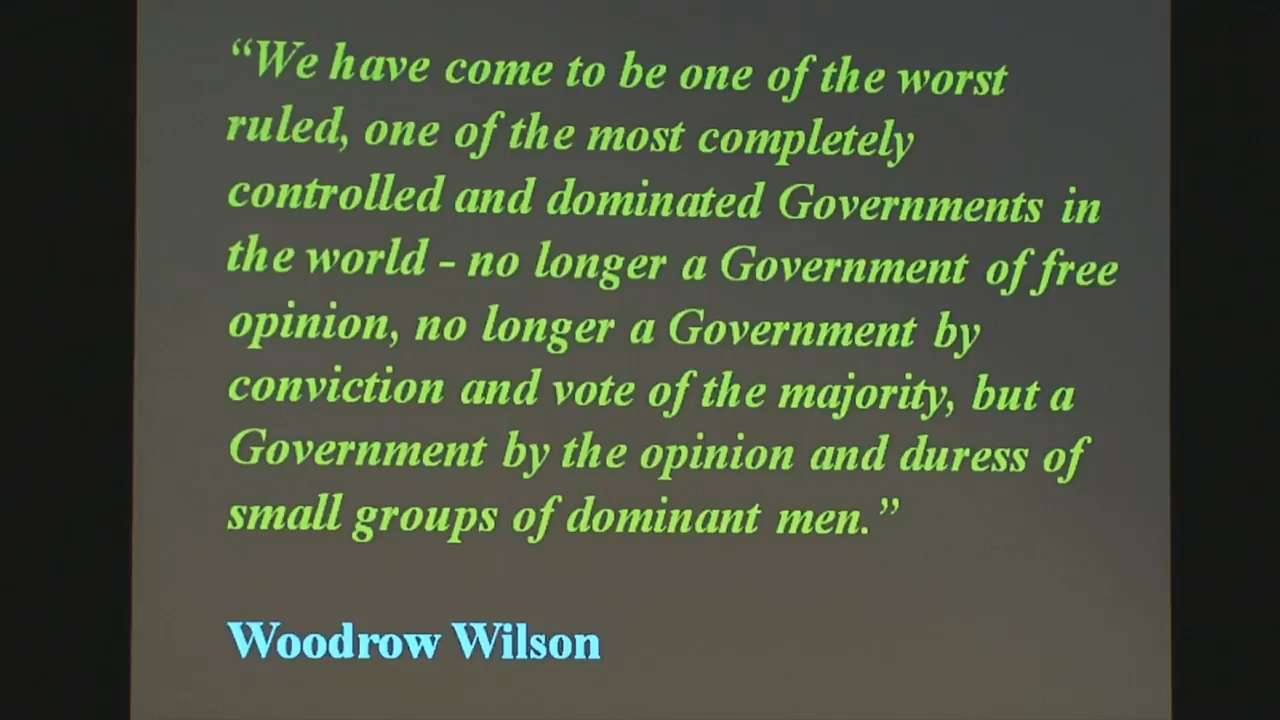 “We have come to be one of the worst
ruled, one of the most completely
controlled and dominated Governments in
the world - no longer a Government of free
opinion, no longer a Government by
conviction and vote of the majority, but a
Government by the opinion and duress of
small groups of dominant men.”
Woodrow Wilson